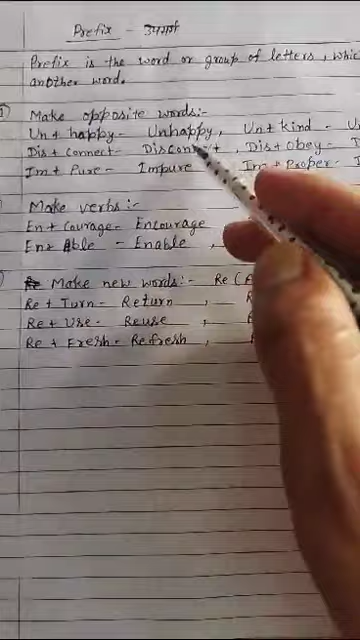 Prefix - उपसर्ग
Prefix is the word or group of letters, whic
another word.
Make opposite words:-
Un + happy - Unhappy, Un + kind - U
Dis + connect - Disconnect, Dis + Obey - I
Im + Pure - Impure Im + Proper - I
Make verbs:-
En + Courage - Encourage
En + Able - Enable ,
Make new words:- Re (
Re + Turn - Return ,
Re + Use - Reuse ,
Re + Fresh - Refresh ,